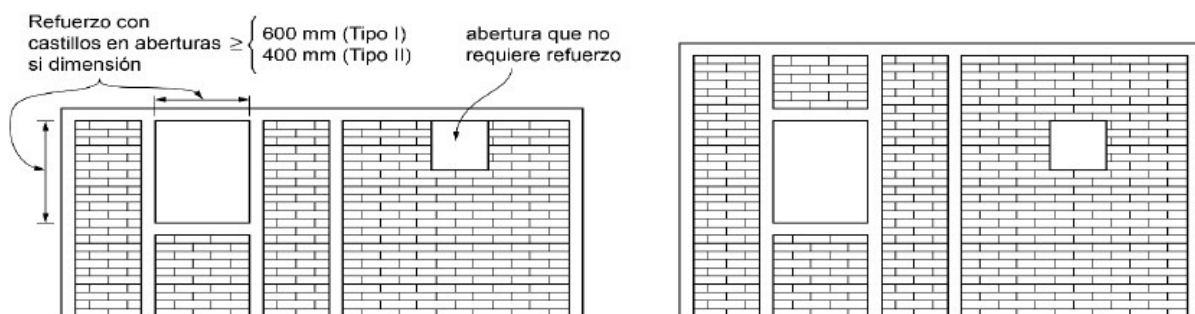 Refuerzo con
castillos en aberturas ≥
si dimensión
600 mm (Tipo I)
400 mm (Tipo II)
abertura que no
requiere refuerzo